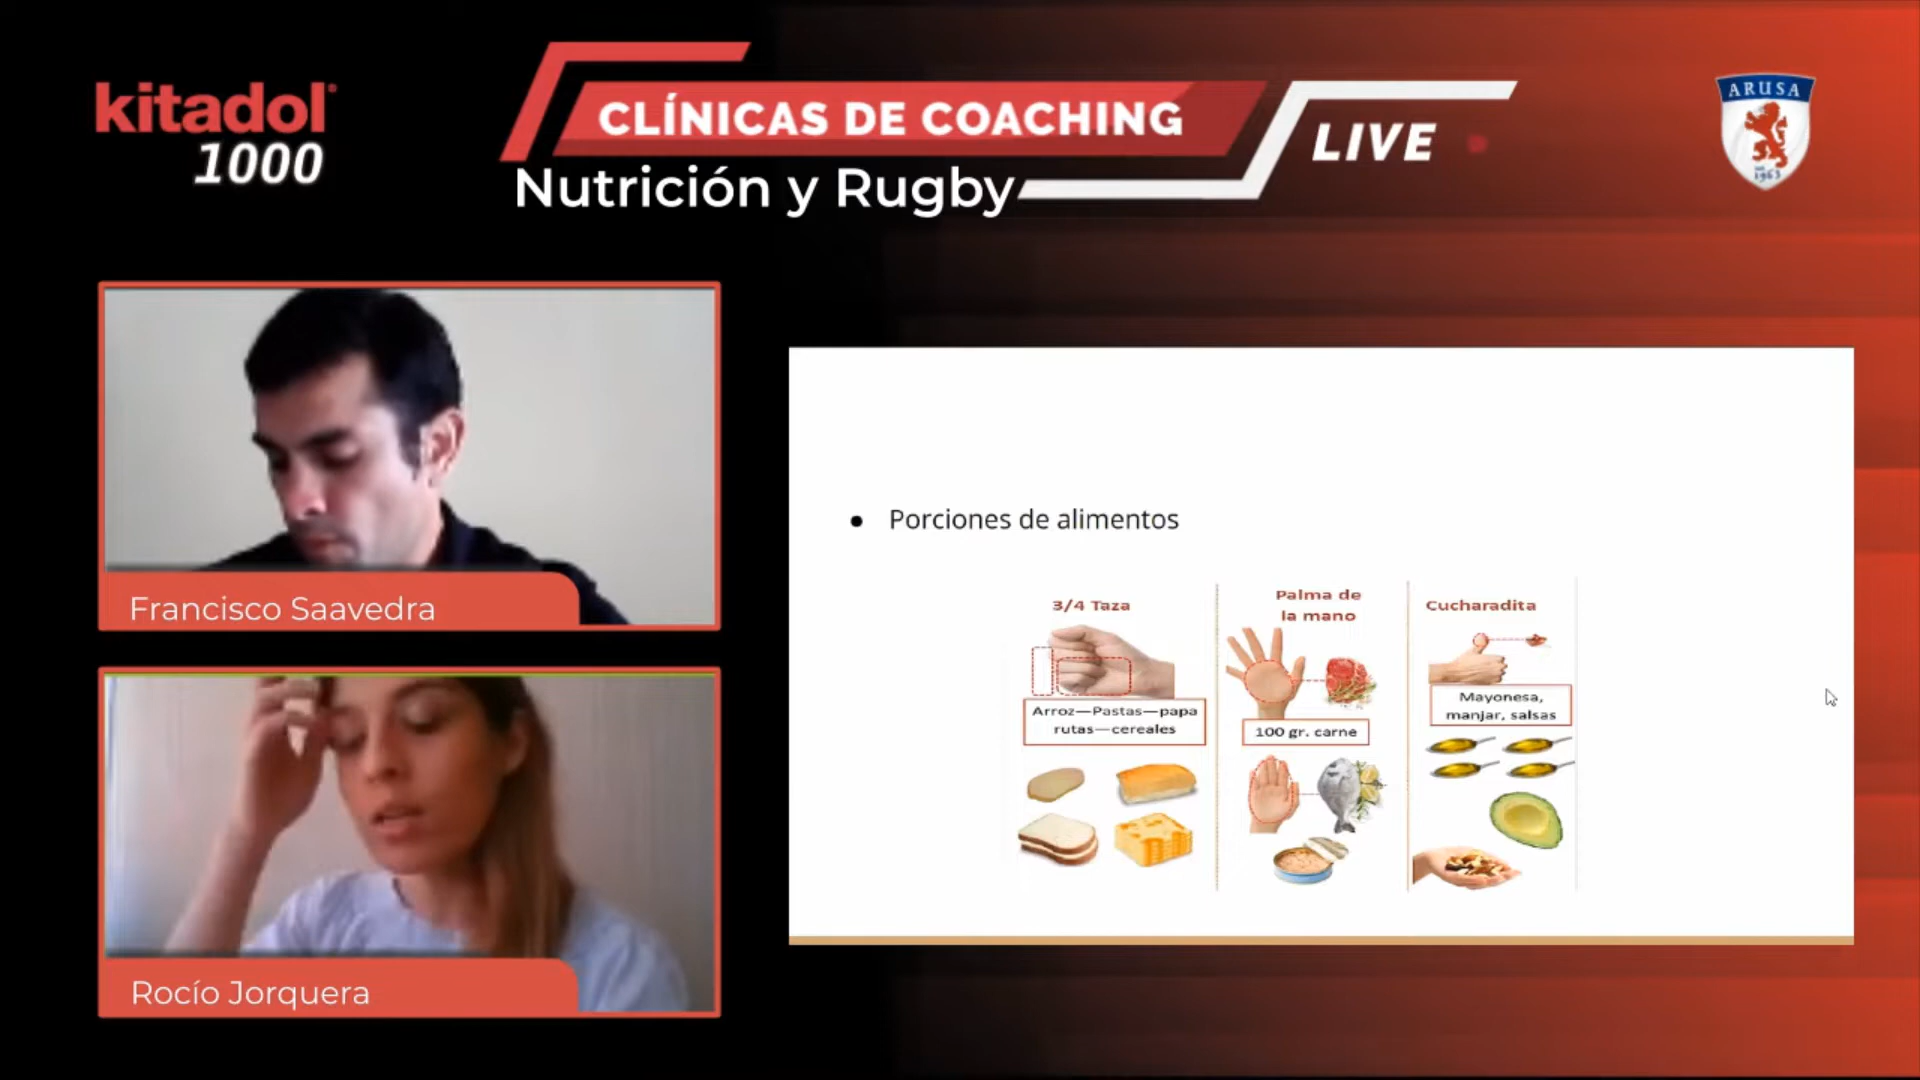 kitadol
1000
CLÍNICAS DE COACHING
LIVE
Nutrición y Rugby
ARUSA
1963
Francisco Saavedra
Rocío Jorquera
● Porciones de alimentos
3/4 Taza
Arroz—Pastas—papa
rutas—cereales
Palma de
la mano
100 gr. carne
Cucharadita
Mayonesa,
manjar, salsas